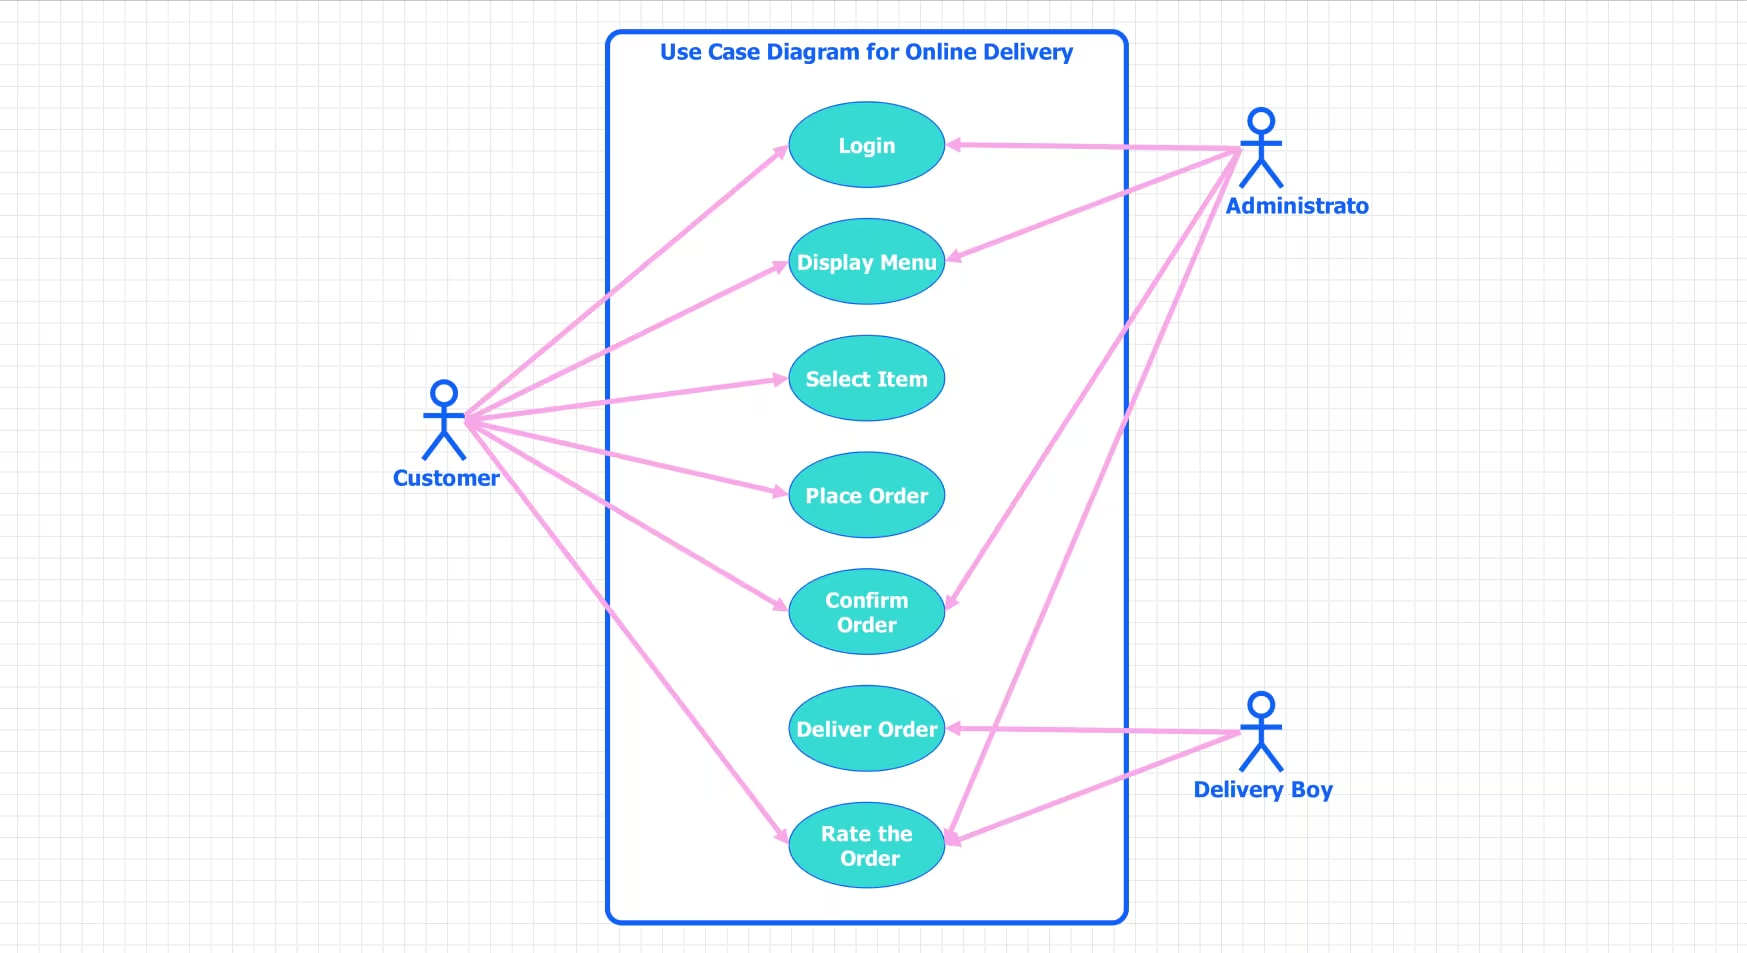 Use Case Diagram for Online Delivery
Login
Administrato
Display Menu
Select Item
Customer
Place Order
Confirm
Order
Deliver Order
Delivery Boy
Rate the
Order